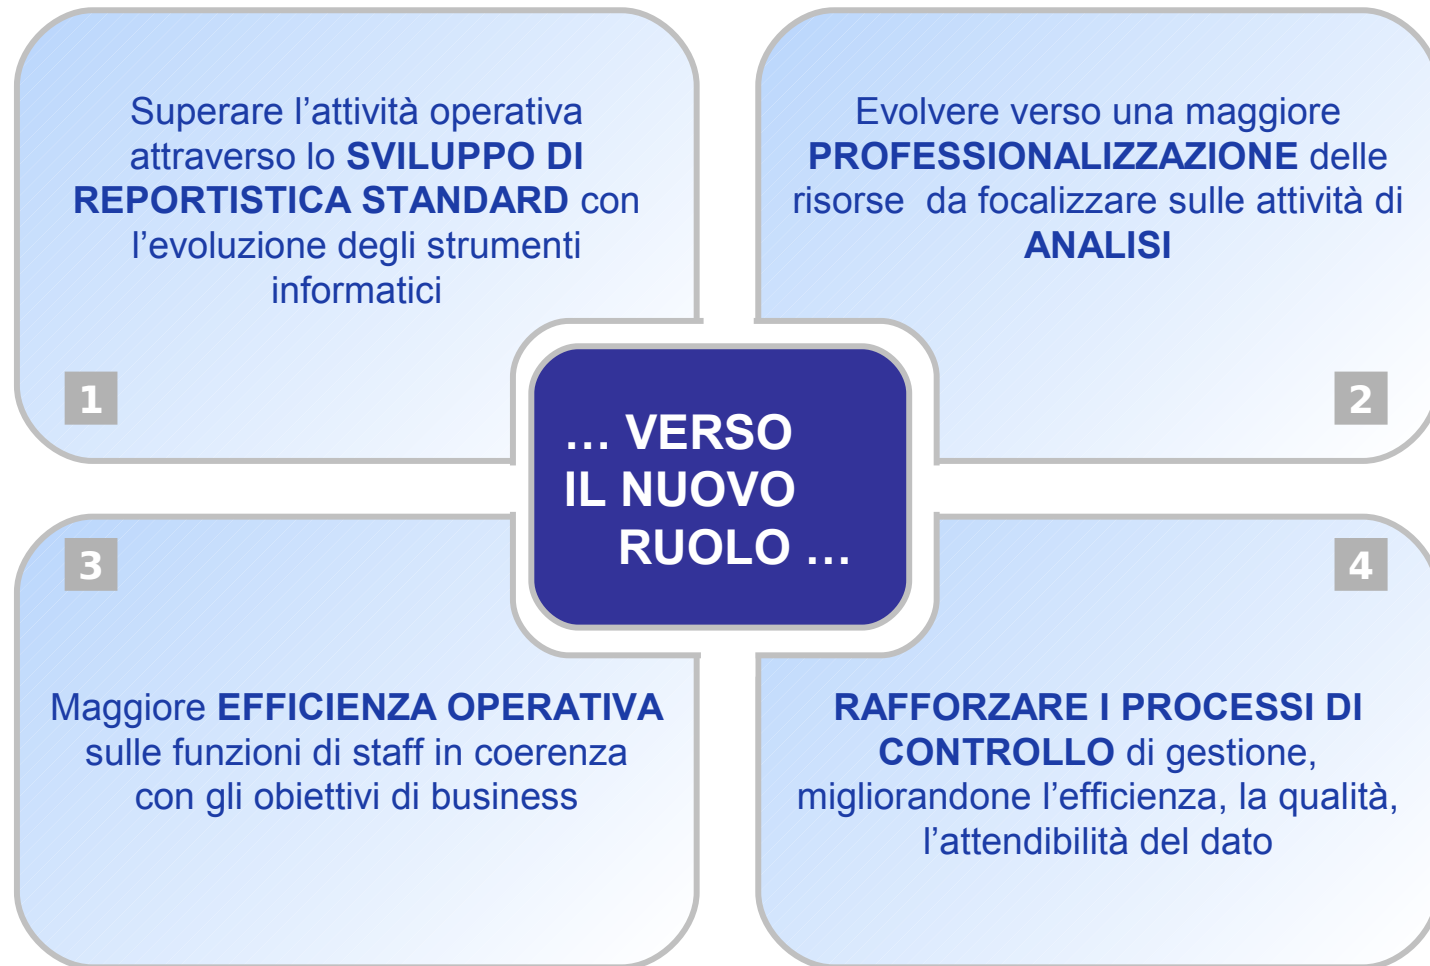 Superare l’attività operativa
attraverso lo SVILUPPO DI
REPORTISTICA STANDARD con
l’evoluzione degli strumenti
informatici
1
Evolvere verso una maggiore
PROFESSIONALIZZAZIONE delle
risorse  da focalizzare sulle attività di
ANALISI
2
… VERSO
IL NUOVO
RUOLO …
3
Maggiore EFFICIENZA OPERATIVA
sulle funzioni di staff in coerenza
con gli obiettivi di business
4
RAFFORZARE I PROCESSI DI
CONTROLLO di gestione,
migliorandone l’efficienza, la qualità,
l’attendibilità del dato